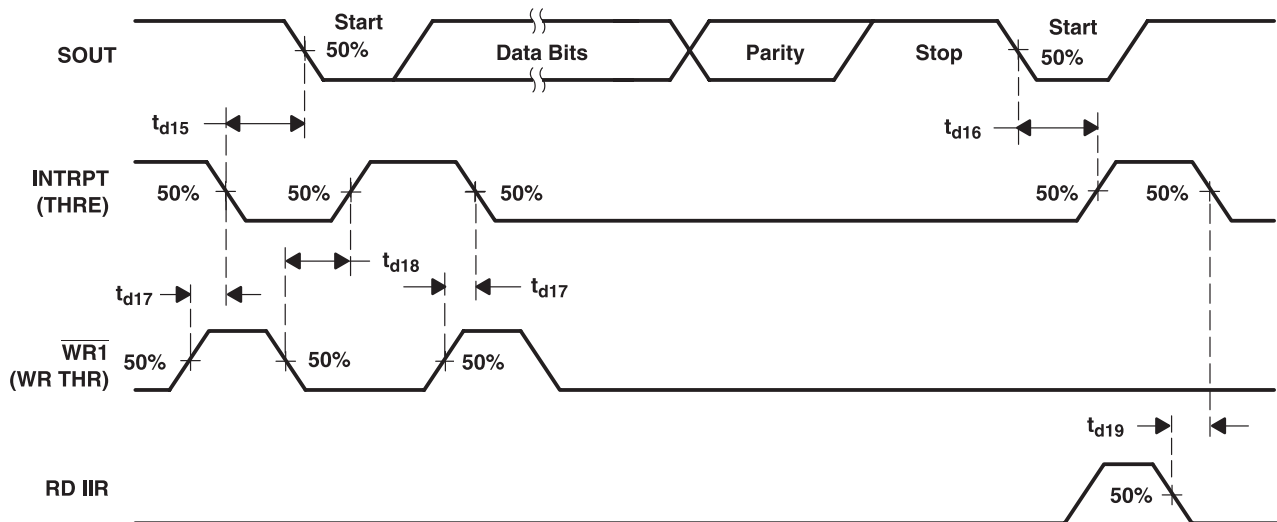 SOUT
Start
50%
Data Bits
Parity
Stop
Start
50%
td15
td16
INTRPT
(THRE)
50%
50%
50%
50%
50%
td17
td18
td17
WR1
(WR THR)
50%
50%
50%
td19
RD IIR
50%